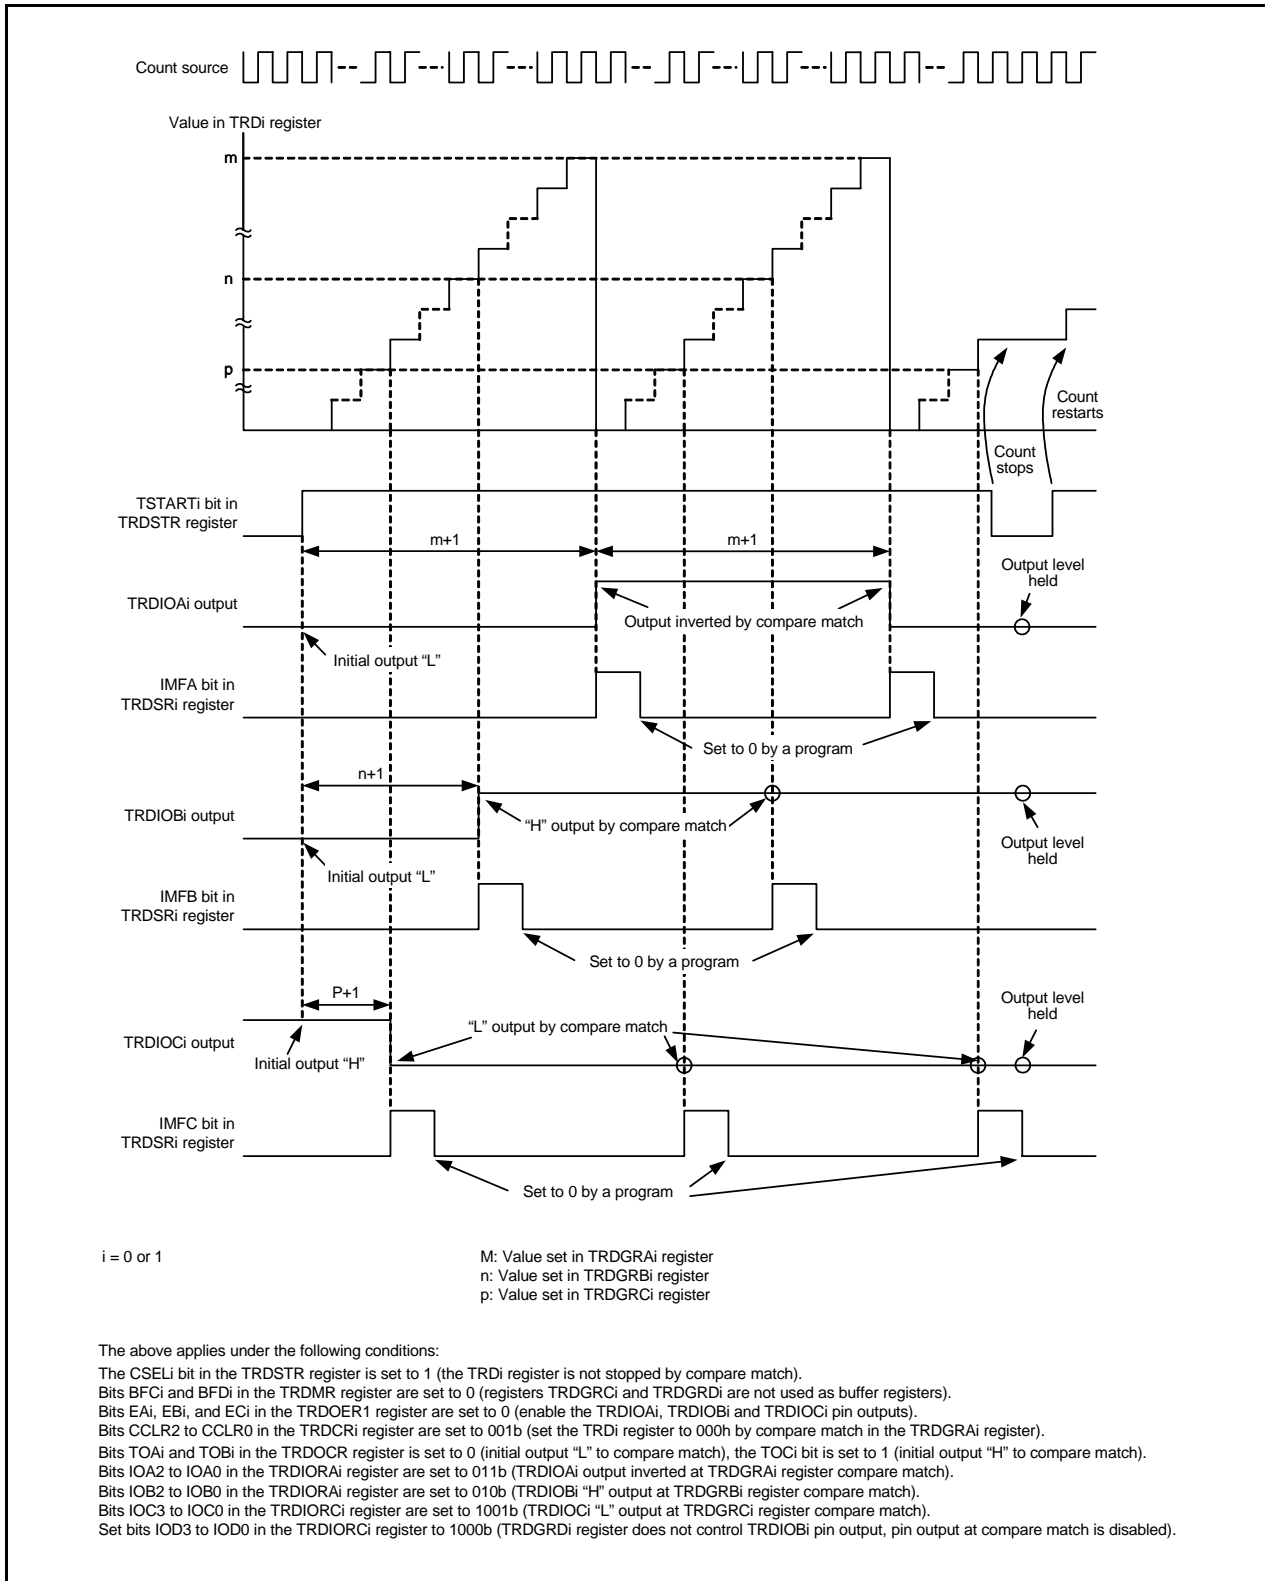 Count source
Value in TRDi register
m
n
p
Count
restarts
Count
stops
TSTARTi bit in
TRDSTR register
m+1
m+1
Output level
held
TRDIOAi output
Output inverted by compare match
Initial output “L”
IMFA bit in
TRDSRi register
Set to 0 by a program
n+1
TRDIOBi output
“H” output by compare match
Output level
held
Initial output “L”
IMFB bit in
TRDSRi register
Set to 0 by a program
P+1
Output level
held
“L” output by compare match
TRDIOCi output
Initial output “H”
IMFC bit in
TRDSRi register
Set to 0 by a program
i = 0 or 1
M: Value set in TRDGRAi register
n: Value set in TRDGRBi register
p: Value set in TRDGRCi register
The above applies under the following conditions:
The CSELi bit in the TRDSTR register is set to 1 (the TRDi register is not stopped by compare match).
Bits BFCi and BFDi in the TRDMR register are set to 0 (registers TRDGRCi and TRDGRDi are not used as buffer registers).
Bits EAi, EBi, and ECi in the TRDOER1 register are set to 0 (enable the TRDIOAi, TRDIOBi and TRDIOCi pin outputs).
Bits CCLR2 to CCLR0 in the TRDCRi register are set to 001b (set the TRDi register to 000h by compare match in the TRDGRAi register).
Bits TOAi and TOBi in the TRDOCR register is set to 0 (initial output “L” to compare match), the TOCi bit is set to 1 (initial output “H” to compare match).
Bits IOA2 to IOA0 in the TRDIORAi register are set to 011b (TRDIOAi output inverted at TRDGRAi register compare match).
Bits IOB2 to IOB0 in the TRDIORAi register are set to 010b (TRDIOBi “H” output at TRDGRBi register compare match).
Bits IOC3 to IOC0 in the TRDIORCi register are set to 1001b (TRDIOCi “L” output at TRDGRCi register compare match).
Set bits IOD3 to IOD0 in the TRDIORCi register to 1000b (TRDGRDi register does not control TRDIOBi pin output, pin output at compare match is disabled).